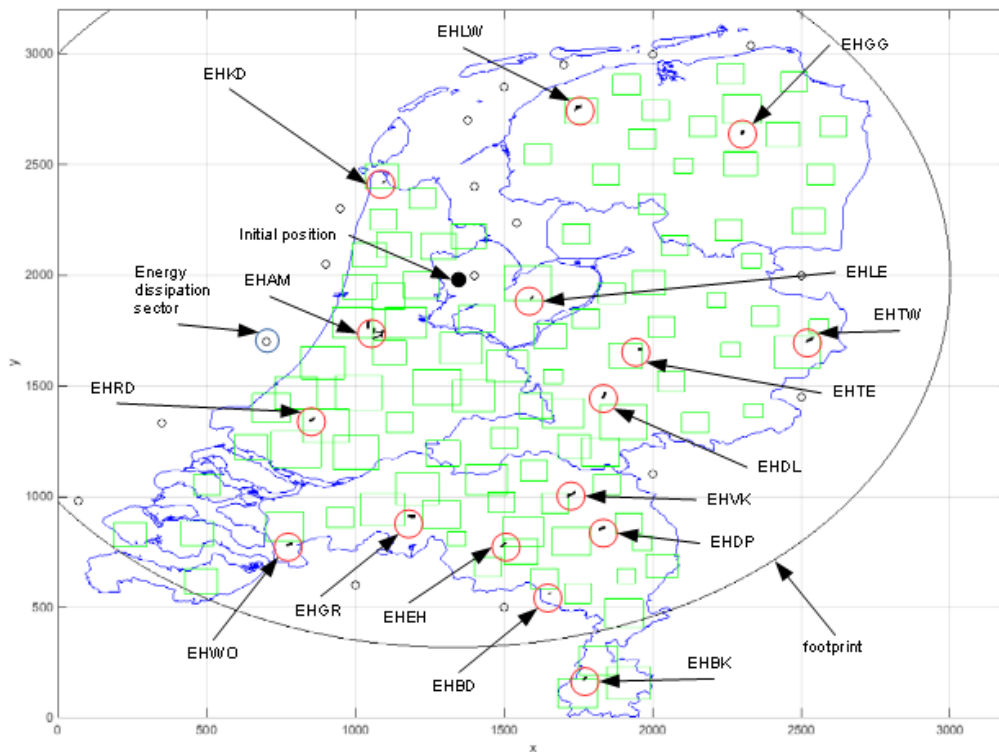 EHLW
EHGG
EHKD
Initial position
Energy
dissipation
sector
EHAM
EHLE
EHTW
EHRD
EHTE
EHDL
EHVK
EHDP
EHGR
EHEH
EHWO
EHBD
EHBK
footprint
3000
2500
2000
1500
1000
500
0
y
0
500
1000
1500
2000
2500
3000
x